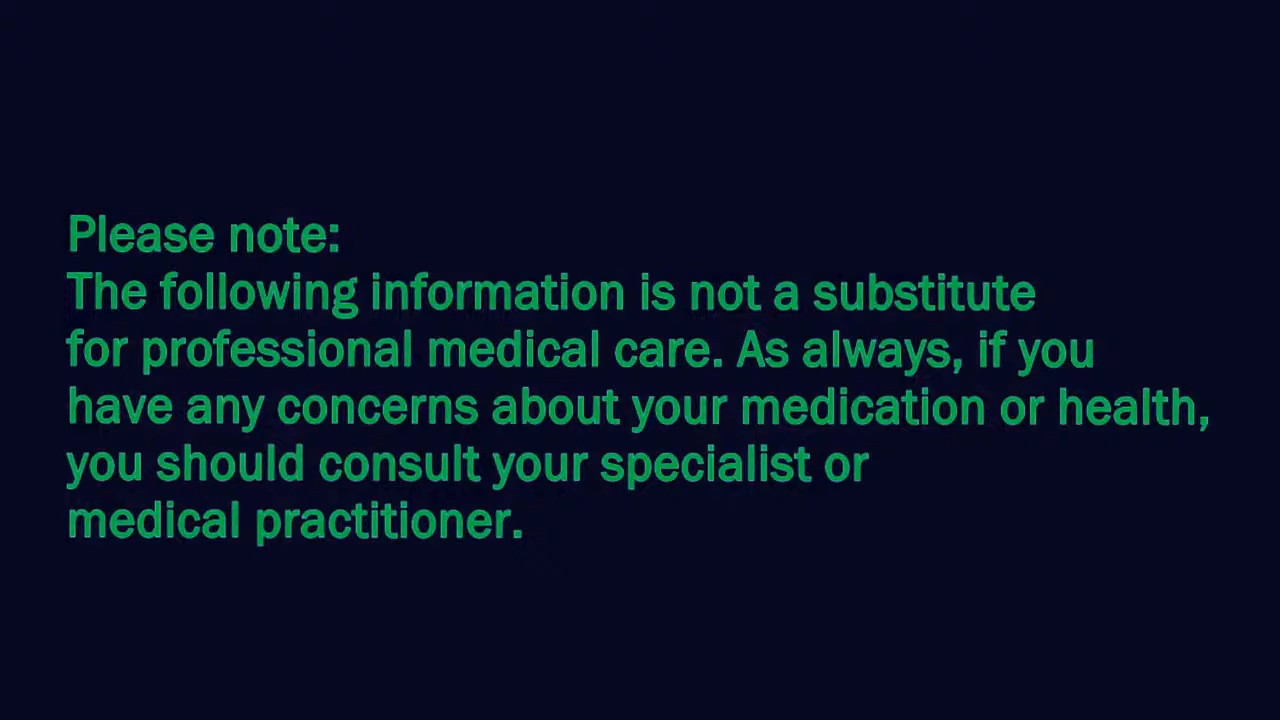 Please note:
The following information is not a substitute
for professional medical care. As always, if you
have any concerns about your medication or health,
you should consult your specialist or
medical practitioner.